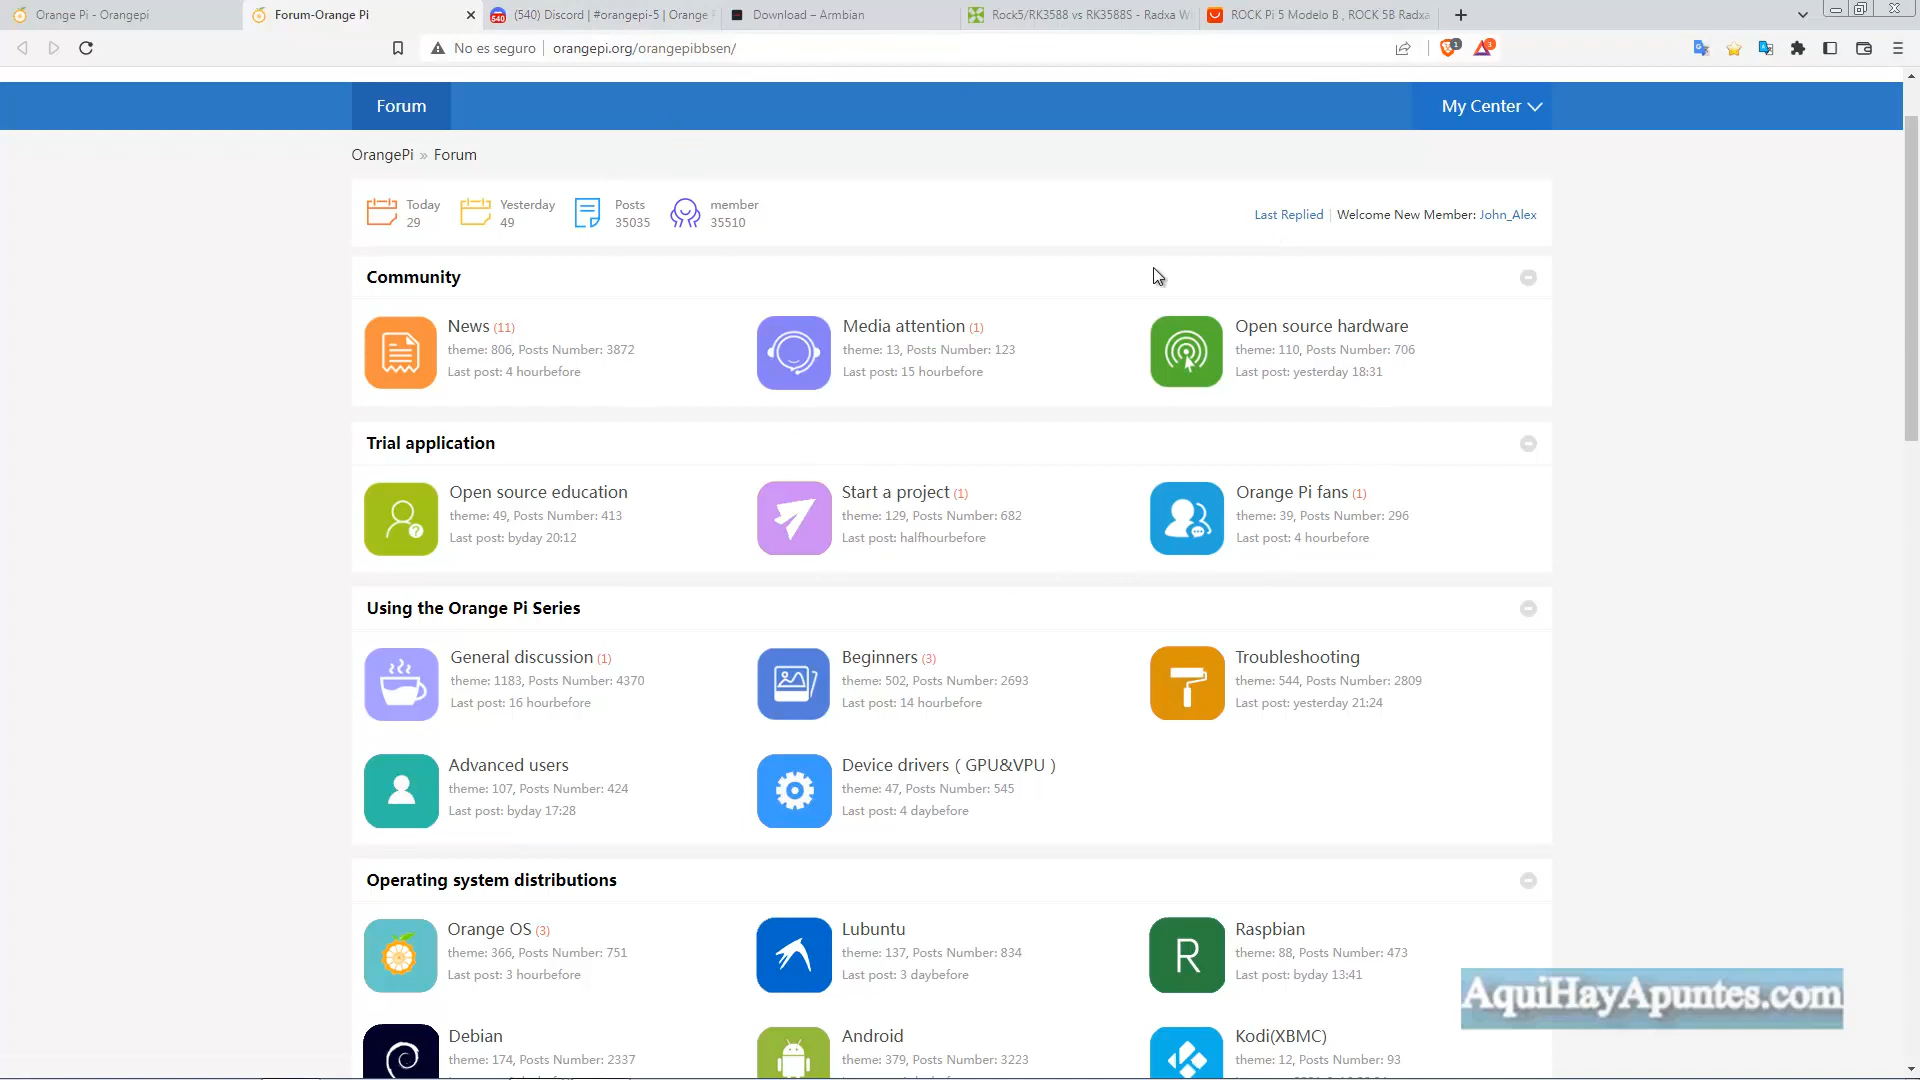 Orange Pi - Orangepi
Forum-Orange Pi
(540) Discord | #orangepi-5 | Orange
Download – Armbian
Rock5/RK3588 vs RK3588S - Radxa W
ROCK Pi 5 Modelo B , ROCK 5B Radxa
No es seguro
orangepi.org/orangepibbsen/
Forum
My Center
OrangePi » Forum
Today
29
Yesterday
49
Posts
35035
member
35510
Last Replied | Welcome New Member: John_Alex
Community
News (11)
theme: 806, Posts Number: 3872
Last post: 4 hourbefore
Media attention (1)
theme: 13, Posts Number: 123
Last post: 15 hourbefore
Open source hardware
theme: 110, Posts Number: 706
Last post: yesterday 18:31
Trial application
Open source education
theme: 49, Posts Number: 413
Last post: byday 20:12
Start a project (1)
theme: 129, Posts Number: 682
Last post: halfhourbefore
Orange Pi fans (1)
theme: 39, Posts Number: 296
Last post: 4 hourbefore
Using the Orange Pi Series
General discussion (1)
theme: 1183, Posts Number: 4370
Last post: 16 hourbefore
Beginners (3)
theme: 502, Posts Number: 2693
Last post: 14 hourbefore
Troubleshooting
theme: 544, Posts Number: 2809
Last post: yesterday 21:24
Advanced users
theme: 107, Posts Number: 424
Last post: byday 17:28
Device drivers ( GPU&VPU )
theme: 47, Posts Number: 545
Last post: 4 daybefore
Operating system distributions
Orange OS (3)
theme: 366, Posts Number: 751
Last post: 3 hourbefore
Lubuntu
theme: 137, Posts Number: 834
Last post: 3 daybefore
R
Raspbian
theme: 88, Posts Number: 473
Last post: byday 13:41
AquiHayApuntes.com
Debian
theme: 174, Posts Number: 2337
Android
theme: 379, Posts Number: 3223
Kodi(XBMC)
theme: 12, Posts Number: 93